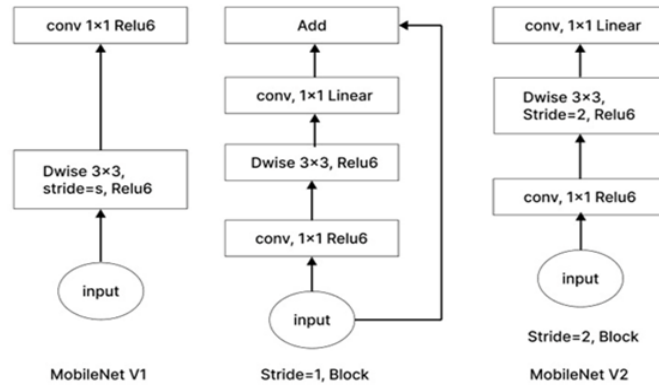 conv 1×1 Relu6
Dwise 3×3,
stride=s, Relu6
input
MobileNet V1
Add
conv, 1×1 Linear
Dwise 3×3, Relu6
conv, 1×1 Relu6
input
Stride=1, Block
conv, 1×1 Linear
Dwise 3×3,
Stride=2, Relu6
conv, 1×1 Relu6
input
Stride=2, Block
MobileNet V2